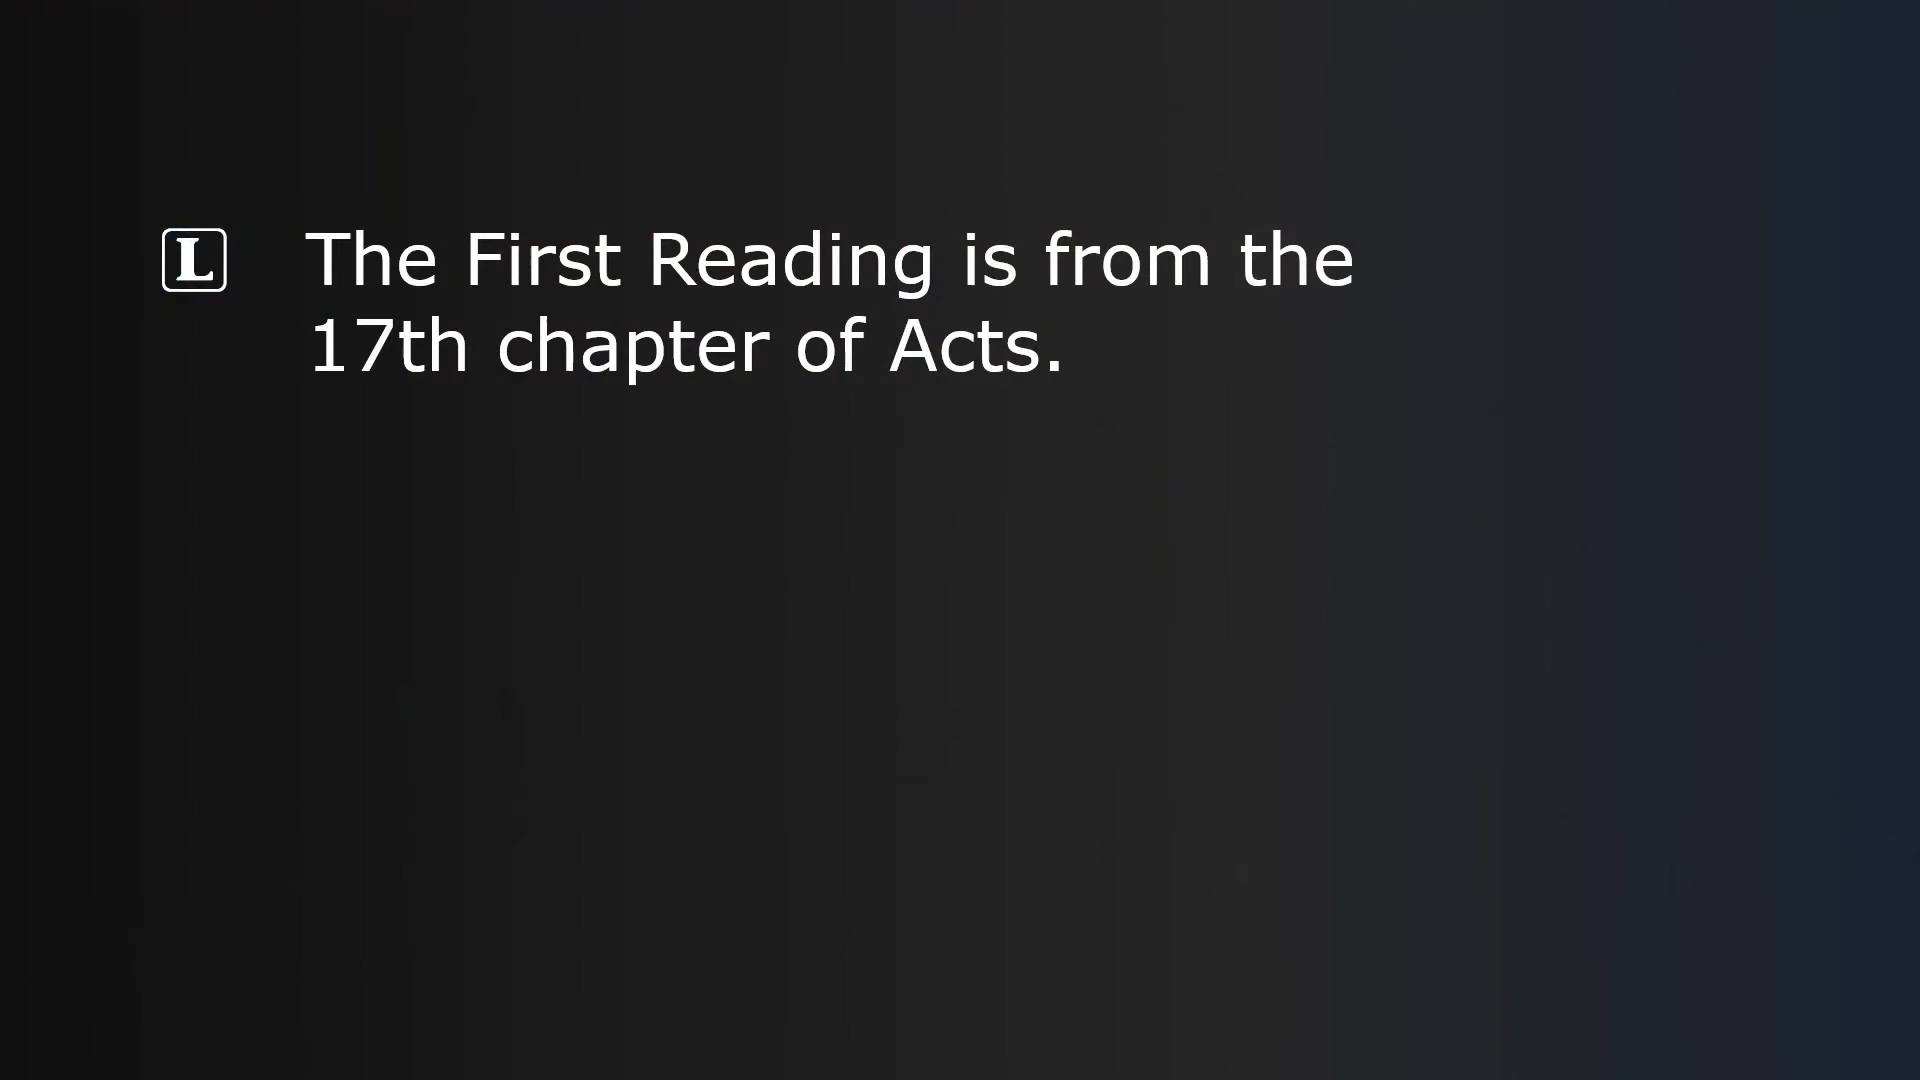 L The First Reading is from the
17th chapter of Acts.